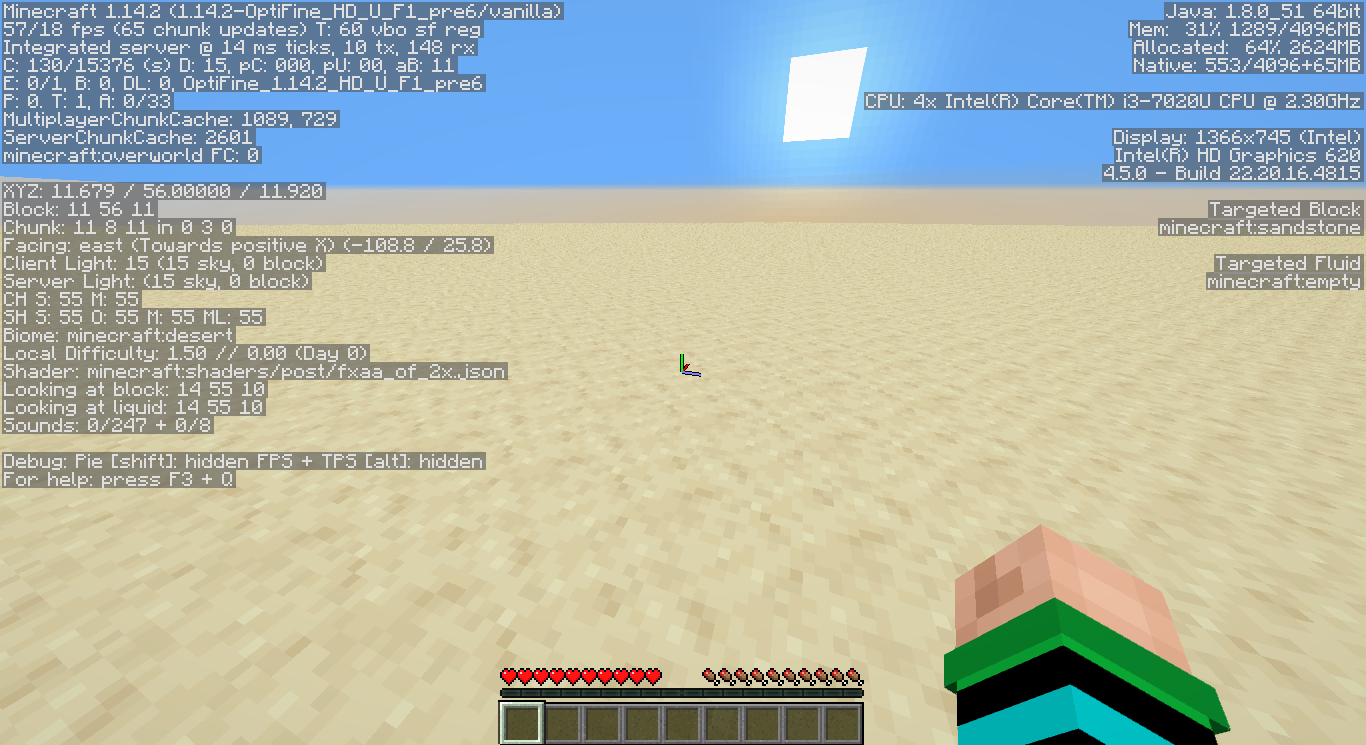 Minecraft 1.14.2 (1.14.2-OptiFine_HD_U_F1_pre6/vanilla)
57/18 fps (65 chunk updates) T: 60 vbo sf reg
Integrated server @ 14 ms ticks, 10 tx, 148 rx
C: 130/15376 (s) D: 15, pC: 000, pU: 00, aB: 11
E: 0/1, B: 0, DL: 0, OptiFine_1.14.2_HD_U_F1_pre6
P: 0. T: 1, A: 0/33
MultiplayerChunkCache: 1089, 729
ServerChunkCache: 2601
minecraft:overworld FC: 0
XYZ: 11.679 / 56.00000 / 11.920
Block: 11 56 11
Chunk: 11 8 11 in 0 3 0
Facing: east (Towards positive X) (-108.8 / 25.8)
Client Light: 15 (15 sky, 0 block)
Server Light: (15 sky, 0 block)
CH S: 55 M: 55
SH S: 55 O: 55 M: 55 ML: 55
Biome: minecraft:desert
Local Difficulty: 1.50 // 0.00 (Day 0)
Shader: minecraft:shaders/post/fxaa_of_2x.json
Looking at block: 14 55 10
Looking at liquid: 14 55 10
Sounds: 0/247 + 0/8
Debug: Pie [shift]: hidden FPS + TPS [alt]: hidden
For help: press F3 + Q
Java: 1.8.0_51 64bit
Mem: 31% 1289/4096MB
Allocated: 64% 2624MB
Native: 553/4096+65MB
CPU: 4x Intel(R) Core(TM) i3-7020U CPU @ 2.30GHz
Display: 1366x745 (Intel)
Intel(R) HD Graphics 620
4.5.0 - Build 22.20.16.4815
Targeted Block
minecraft:sandstone
Targeted Fluid
minecraft:empty